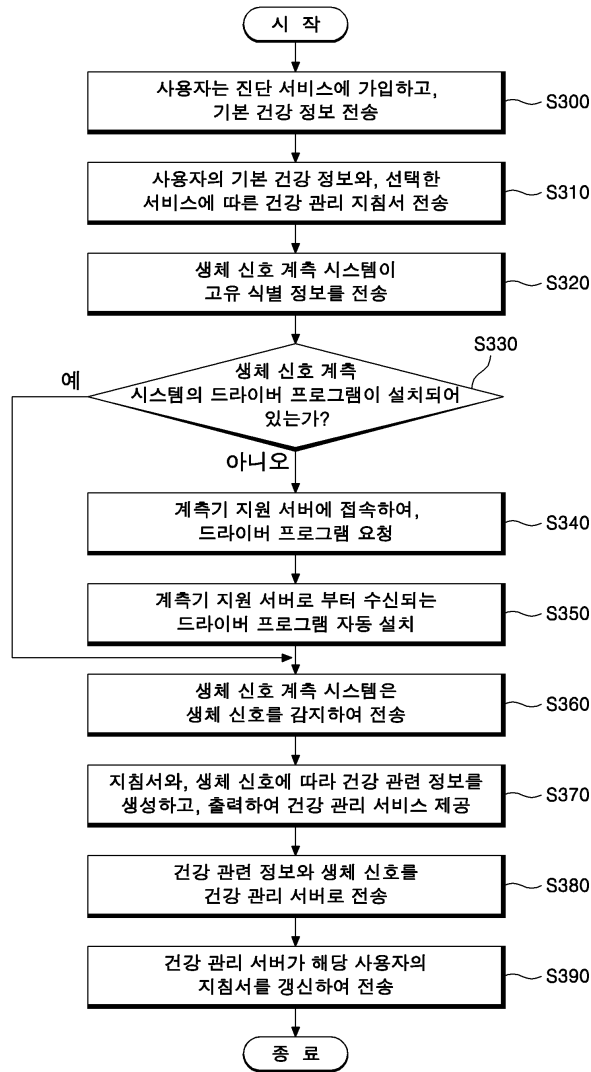 시 작
사용자는 진단 서비스에 가입하고,
기본 건강 정보 전송
S300
사용자의 기본 건강 정보와, 선택한
서비스에 따른 건강 관리 지침서 전송
S310
생체 신호 계측 시스템이
고유 식별 정보를 전송
S320
S330
생체 신호 계측
시스템의 드라이버 프로그램이 설치되어
있는가?
예
아니오
계측기 지원 서버에 접속하여,
드라이버 프로그램 요청
S340
계측기 지원 서버로 부터 수신되는
드라이버 프로그램 자동 설치
S350
생체 신호 계측 시스템은
생체 신호를 감지하여 전송
S360
지침서와, 생체 신호에 따라 건강 관련 정보를
생성하고, 출력하여 건강 관리 서비스 제공
S370
건강 관련 정보와 생체 신호를
건강 관리 서버로 전송
S380
건강 관리 서버가 해당 사용자의
지침서를 갱신하여 전송
S390
종 료